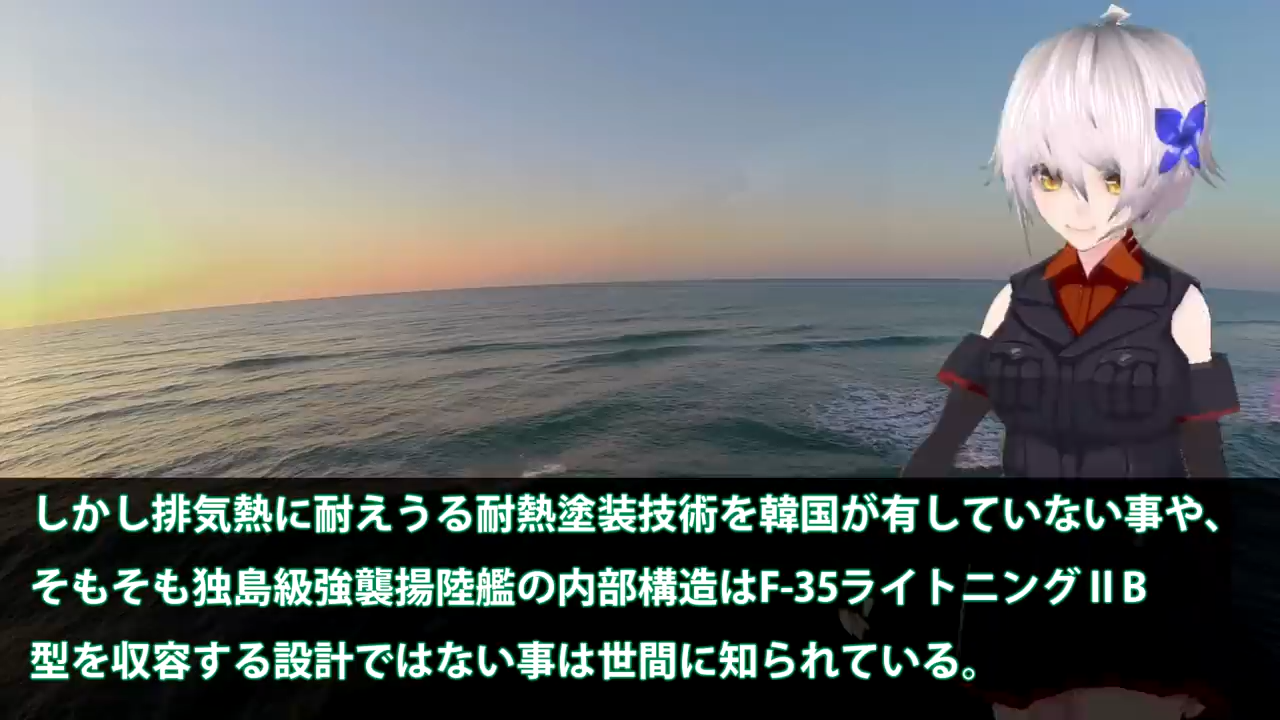 しかし排気熱に耐えうる耐熱塗装技術を韓国が有していない事や、
そもそも独島級強襲揚陸艦の内部構造はF-35ライトニングⅡB
型を収容する設計ではない事は世間に知られている。